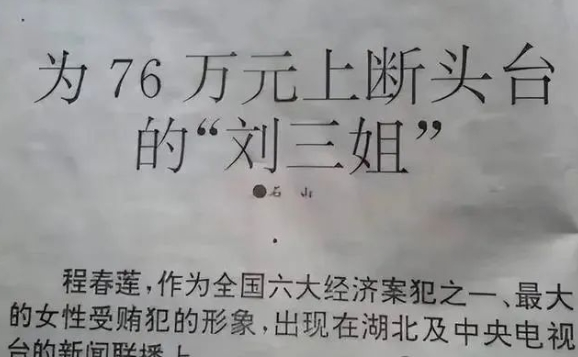 为76万元上断头台
的“刘三姐”
●石 山
程春莲,作为全国六大经济案犯之一、最大
的女性受贿犯的形象,出现在湖北及中央电视
台的新闻联播上